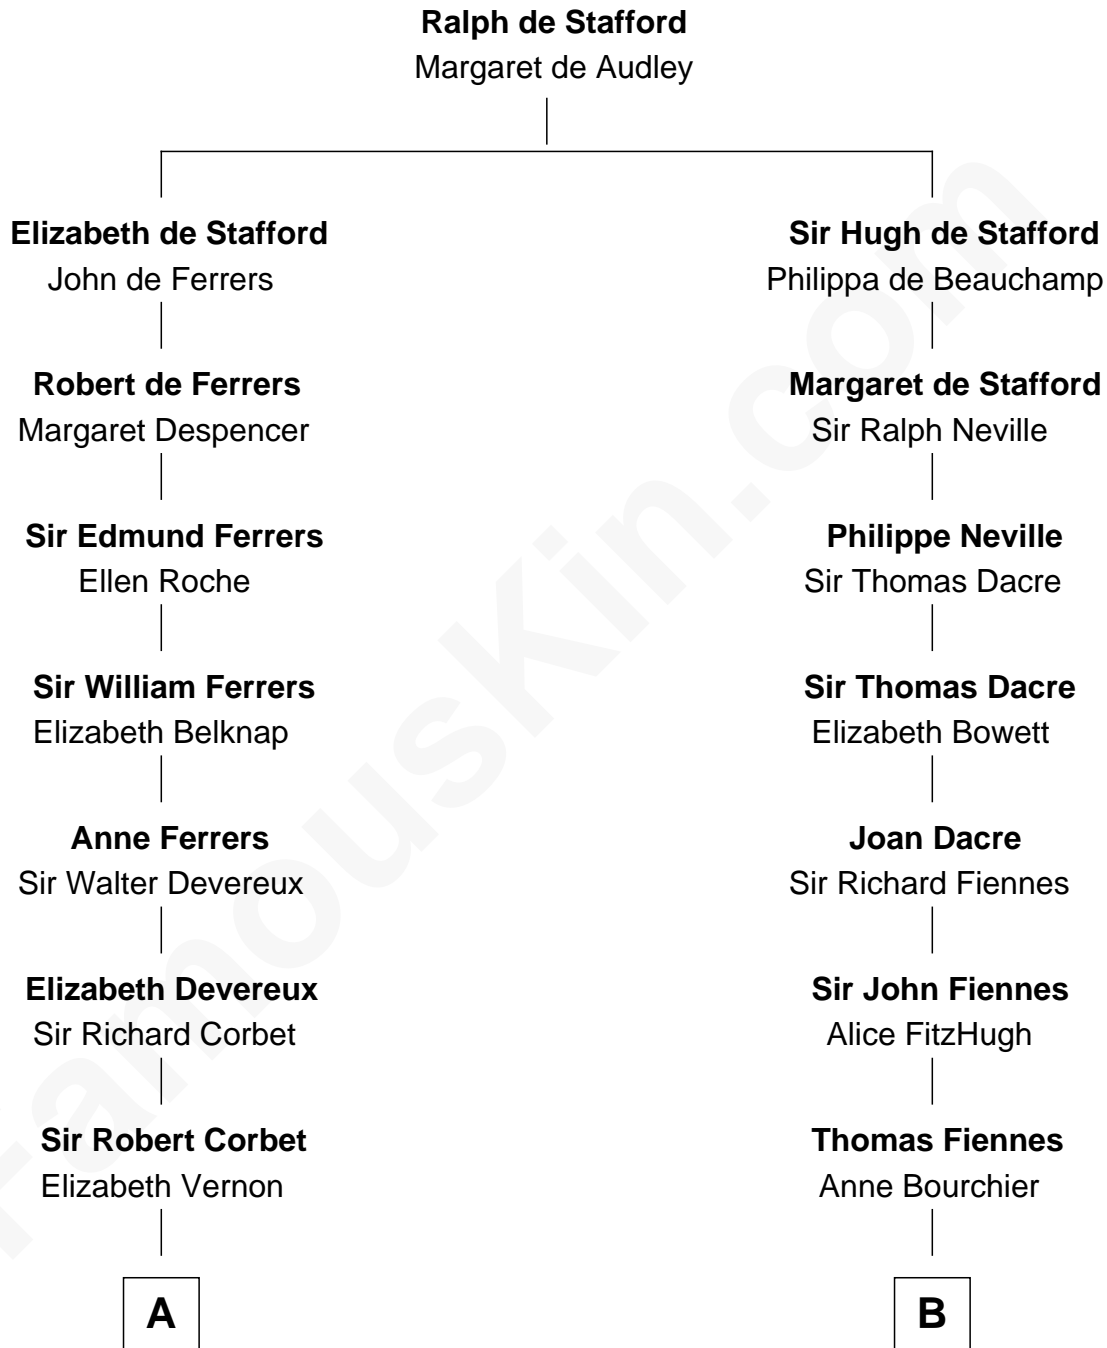 Ralph de Stafford
Margaret de Audley
Elizabeth de Stafford
John de Ferrers
Robert de Ferrers
Margaret Despencer
Sir Edmund Ferrers
Ellen Roche
Sir William Ferrers
Elizabeth Belknap
Anne Ferrers
Sir Walter Devereux
Elizabeth Devereux
Sir Richard Corbet
Sir Robert Corbet
Elizabeth Vernon
A
Sir Hugh de Stafford
Philippa de Beauchamp
Margaret de Stafford
Sir Ralph Neville
Philippe Neville
Sir Thomas Dacre
Sir Thomas Dacre
Elizabeth Bowett
Joan Dacre
Sir Richard Fiennes
Sir John Fiennes
Alice FitzHugh
Thomas Fiennes
Anne Bourchier
B
FamousKin.com